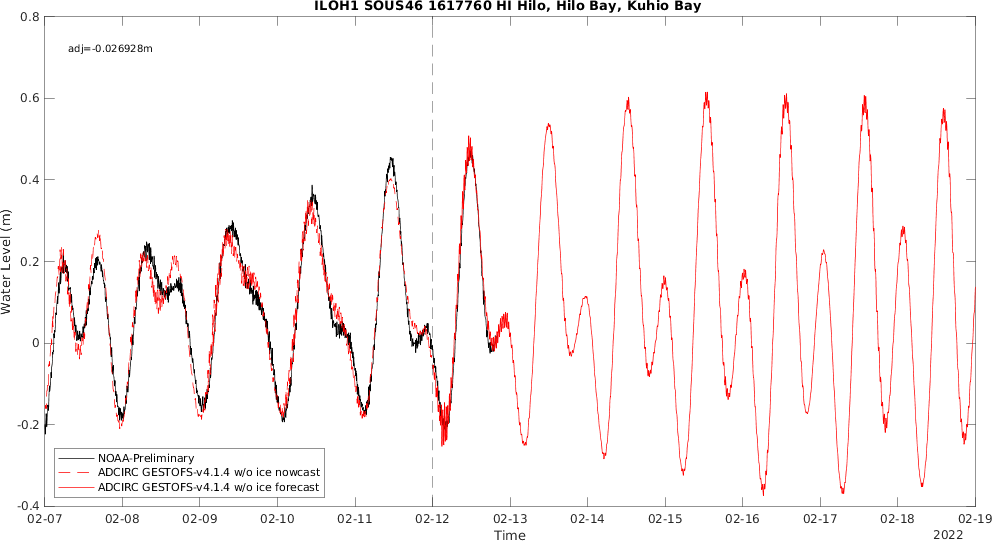 ILOH1 SOUS46 1617760 HI Hilo, Hilo Bay, Kuhio Bay
0.8
adj=-0.026928m
0.6
0.4
0.2
0
-0.2
-0.4
Water Level (m)
NOAA-Preliminary
ADCIRC GESTOFS-v4.1.4 w/o ice nowcast
ADCIRC GESTOFS-v4.1.4 w/o ice forecast
02-07 02-08 02-09 02-10 02-11 02-12 02-13 02-14 02-15 02-16 02-17 02-18 02-19
Time
2022